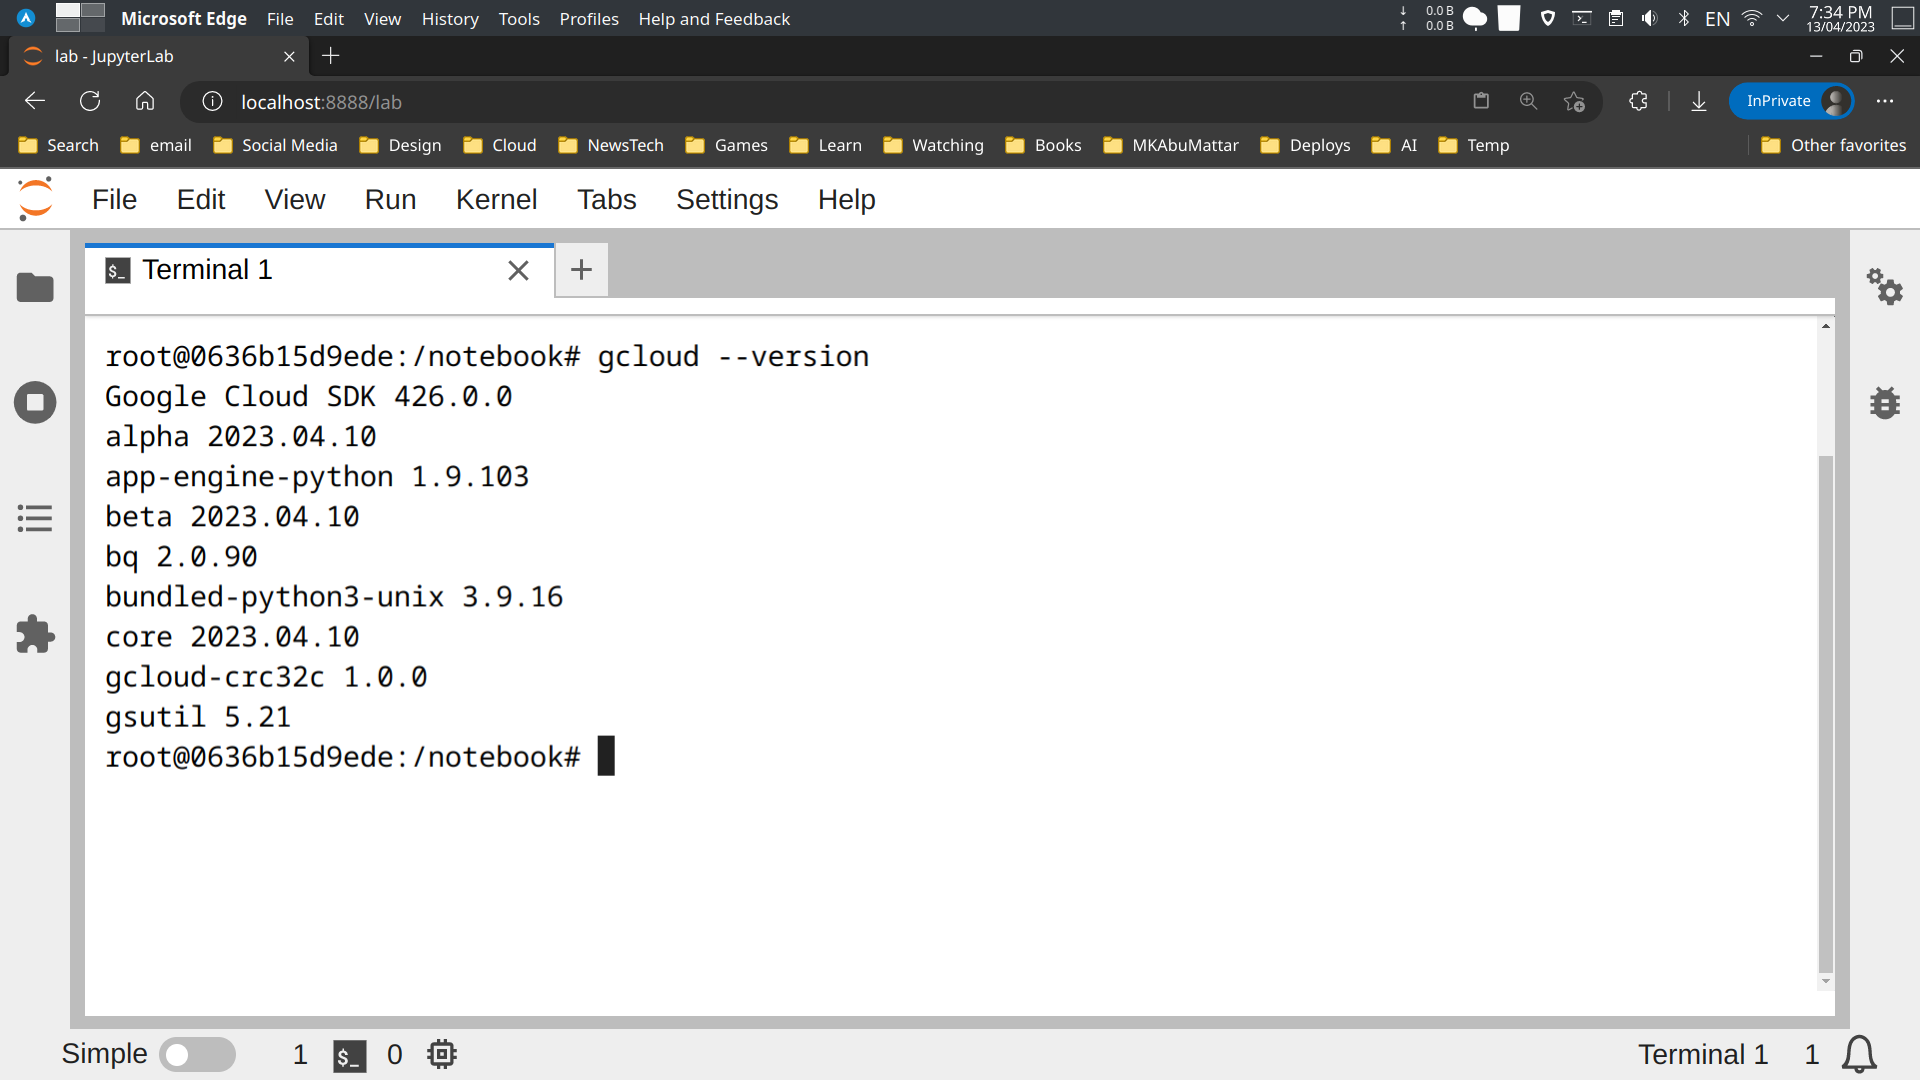 Microsoft Edge File Edit View History Tools Profiles Help and Feedback
0.0 B
0.0 B
EN
7:34 PM
13/04/2023
lab - JupyterLab
localhost:8888/lab
InPrivate
Search email Social Media Design Cloud NewsTech Games Learn Watching Books MKAbuMattar Deploys AI Temp Other favorites
File Edit View Run Kernel Tabs Settings Help
$_ Terminal 1
root@0636b15d9ede:/notebook# gcloud --version
Google Cloud SDK 426.0.0
alpha 2023.04.10
app-engine-python 1.9.103
beta 2023.04.10
bq 2.0.90
bundled-python3-unix 3.9.16
core 2023.04.10
gcloud-crc32c 1.0.0
gsutil 5.21
root@0636b15d9ede:/notebook#
Simple 1 $_ 0 Terminal 1 1